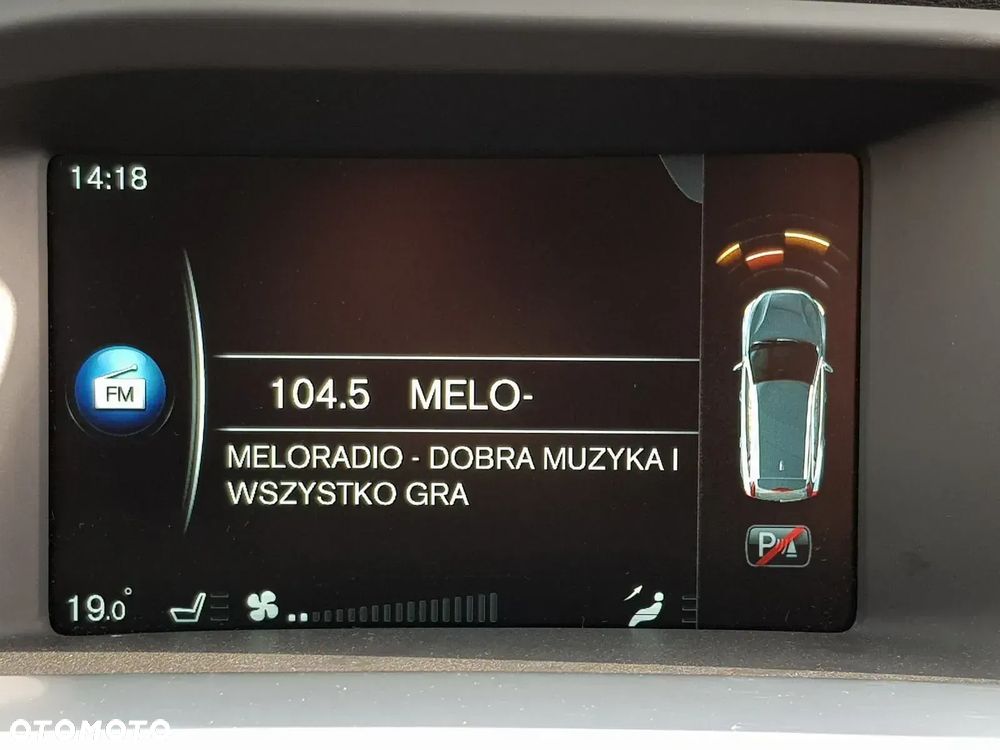 14:18
FM
104.5 MELO-
MELORADIO - DOBRA MUZYKA I
WSZYSTKO GRA
P
19.0°
OTOMOTO